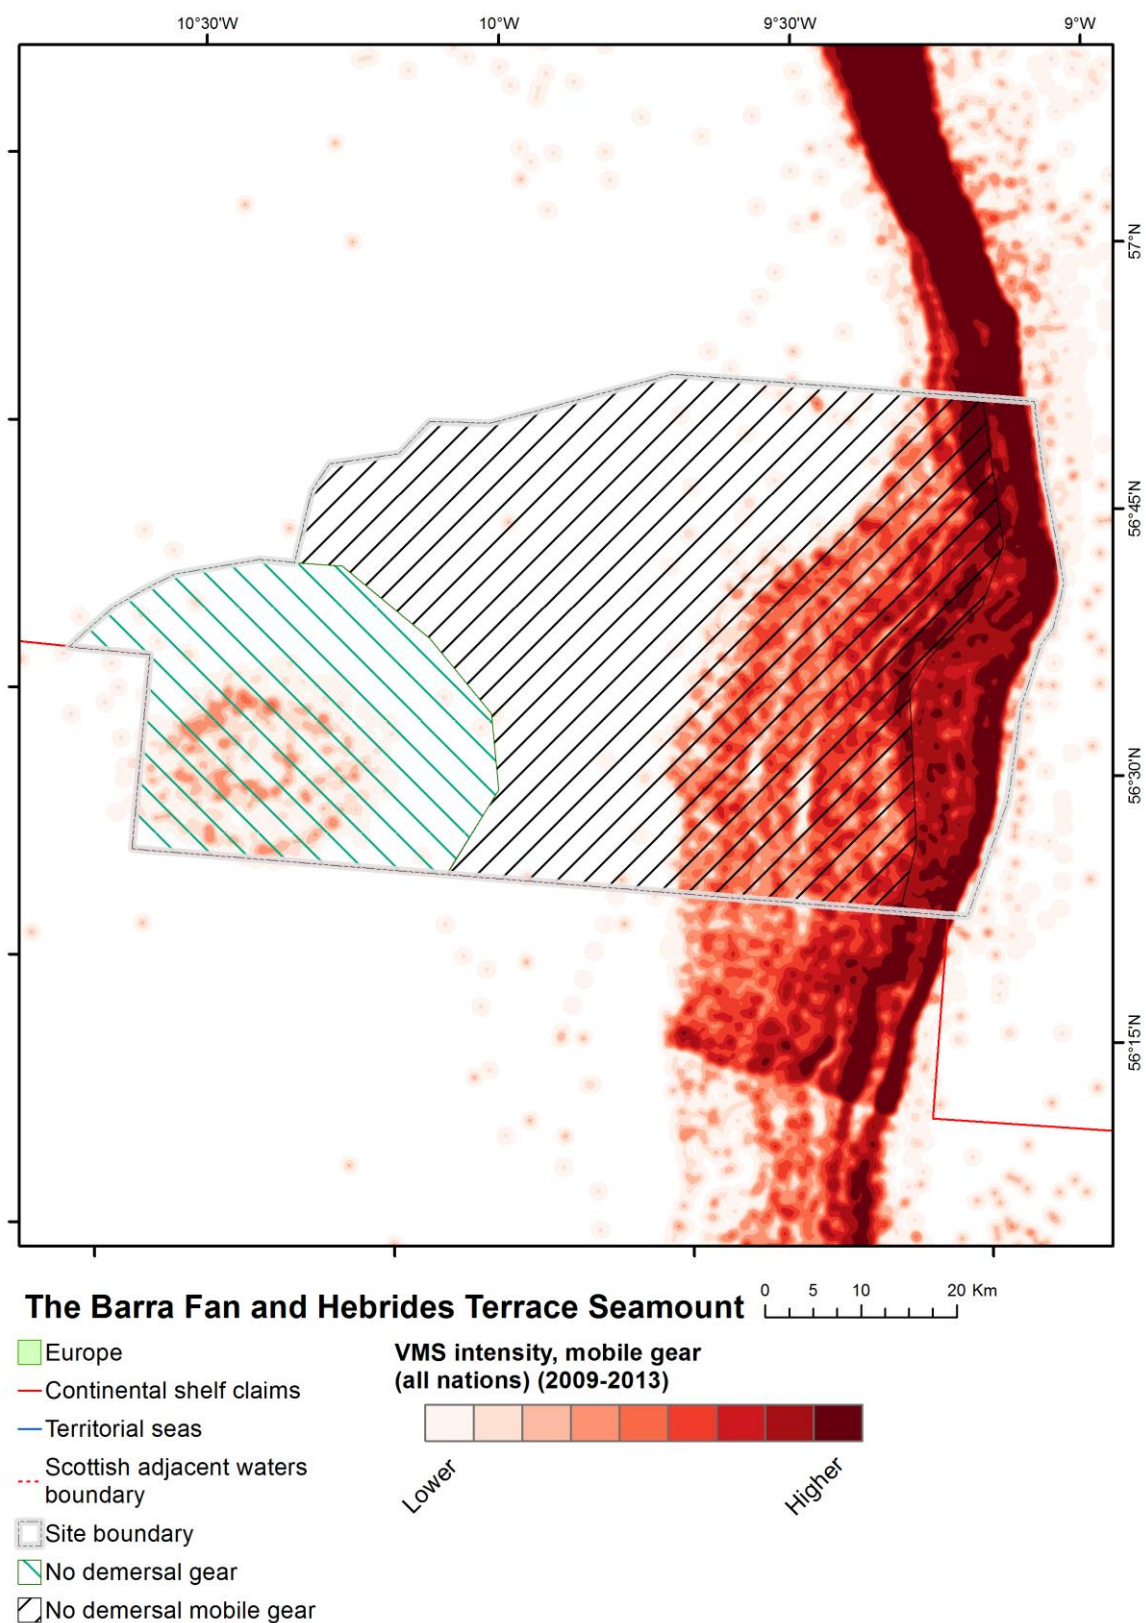 10°30'W 10°W 9°30'W 9°W
57°N
56°45'N
56°30'N
56°15'N
The Barra Fan and Hebrides Terrace Seamount
0 5 10 20 Km
Europe
Continental shelf claims
Territorial seas
Scottish adjacent waters
boundary
Site boundary
No demersal gear
No demersal mobile gear
VMS intensity, mobile gear
(all nations) (2009-2013)
Lower
Higher